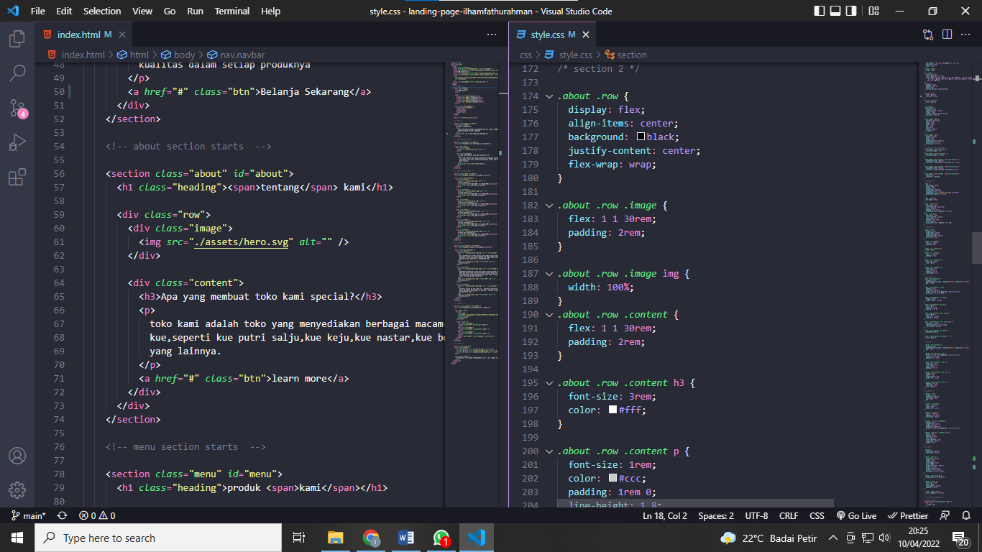 File Edit Selection View Go Run Terminal Help
style.css - landing-page-ilhamfathurahman - Visual Studio Code
index.html M
index.html > html > body > nav.navbar
48 kualitas dalam setiap produknya
49 </p>
50 <a href="#" class="btn">Belanja Sekarang</a>
51 </div>
52 </section>
53
54 <!-- about section starts -->
55
56 <section class="about" id="about">
57 <h1 class="heading"><span>tentang</span> kami</h1>
58
59 <div class="row">
60 <div class="image">
61 <img src="./assets/hero.svg" alt="" />
62 </div>
63
64 <div class="content">
65 <h3>Apa yang membuat toko kami special?</h3>
66 <p>
67 toko kami adalah toko yang menyediakan berbagai macam-
68 kue,seperti kue putri salju,kue keju,kue nastar,kue
69 yang lainnya.
70 </p>
71 <a href="#" class="btn">learn more</a>
72 </div>
73 </div>
74 </section>
75
76 <!-- menu section starts -->
77
78 <section class="menu" id="menu">
79 <h1 class="heading">produk <span>kami</span></h1>
80
style.css M
css > style.css > section
172 /* section 2 */
173
174 .about .row {
175 display: flex;
176 align-items: center;
177 background: black;
178 justify-content: center;
179 flex-wrap: wrap;
180 }
181
182 .about .row .image {
183 flex: 1 1 30rem;
184 padding: 2rem;
185 }
186
187 .about .row .image img {
188 width: 100%;
189 }
190 .about .row .content {
191 flex: 1 1 30rem;
192 padding: 2rem;
193 }
194
195 .about .row .content h3 {
196 font-size: 3rem;
197 color: #fff;
198 }
199
200 .about .row .content p {
201 font-size: 1rem;
202 color: #ccc;
203 padding: 1rem 0;
204 line-height: 1.8;
4
main* 0 0
Ln 18, Col 2 Spaces: 2 UTF-8 CRLF CSS Go Live Prettier
Type here to search
1
22°C Badai Petir
20:25
10/04/2022
20